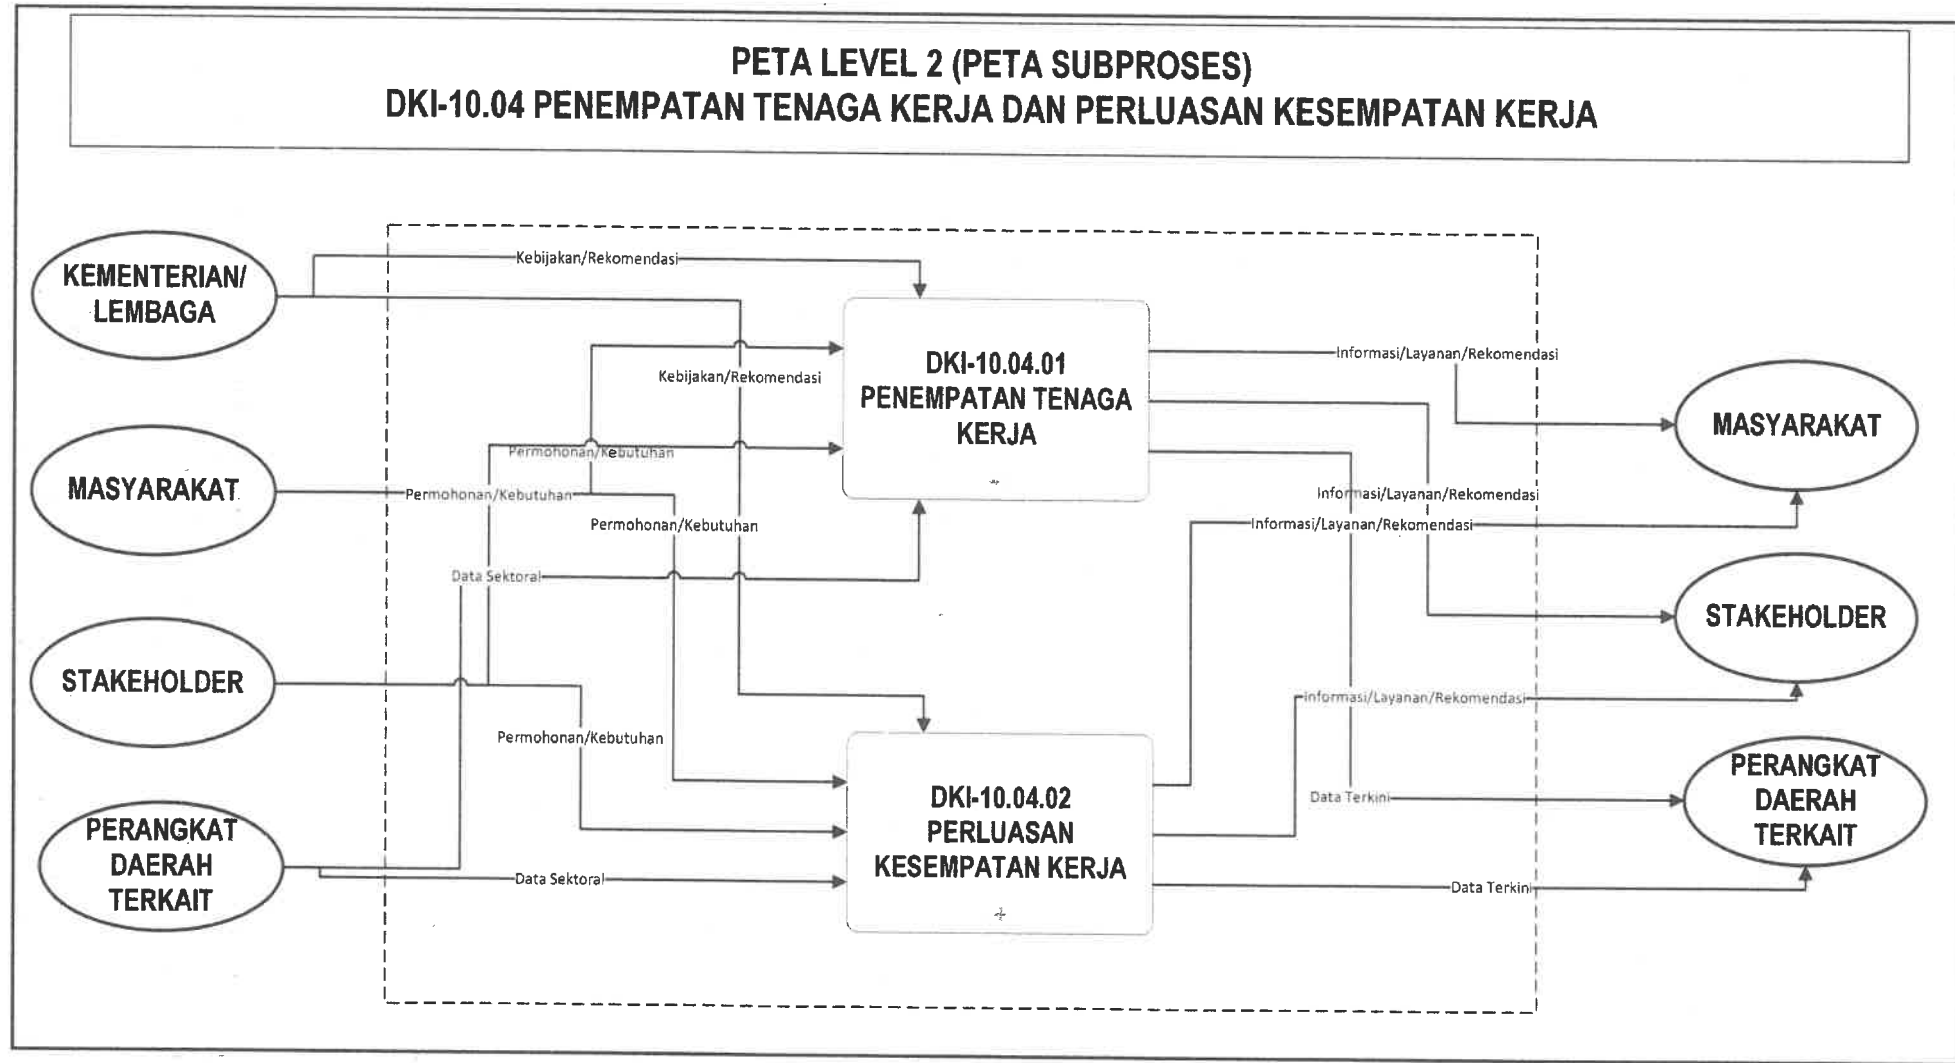 PETA LEVEL 2 (PETA SUBPROSES)
DKI-10.04 PENEMPATAN TENAGA KERJA DAN PERLUASAN KESEMPATAN KERJA
KEMENTERIAN/
LEMBAGA
MASYARAKAT
STAKEHOLDER
PERANGKAT
DAERAH
TERKAIT
Kebijakan/Rekomendasi
Kebijakan/Rekomendasi
Permohonan/Kebutuhan
Permohonan/Kebutuhan
Permohonan/Kebutuhan
Data Sektoral
Permohonan/Kebutuhan
Data Sektoral
DKI-10.04.01
PENEMPATAN TENAGA
KERJA
DKI-10.04.02
PERLUASAN
KESEMPATAN KERJA
+
Informasi/Layanan/Rekomendasi
Informasi/Layanan/Rekomendasi
Informasi/Layanan/Rekomendasi
Informasi/Layanan/Rekomendasi
Data Terkini
Data Terkini
MASYARAKAT
STAKEHOLDER
PERANGKAT
DAERAH
TERKAIT